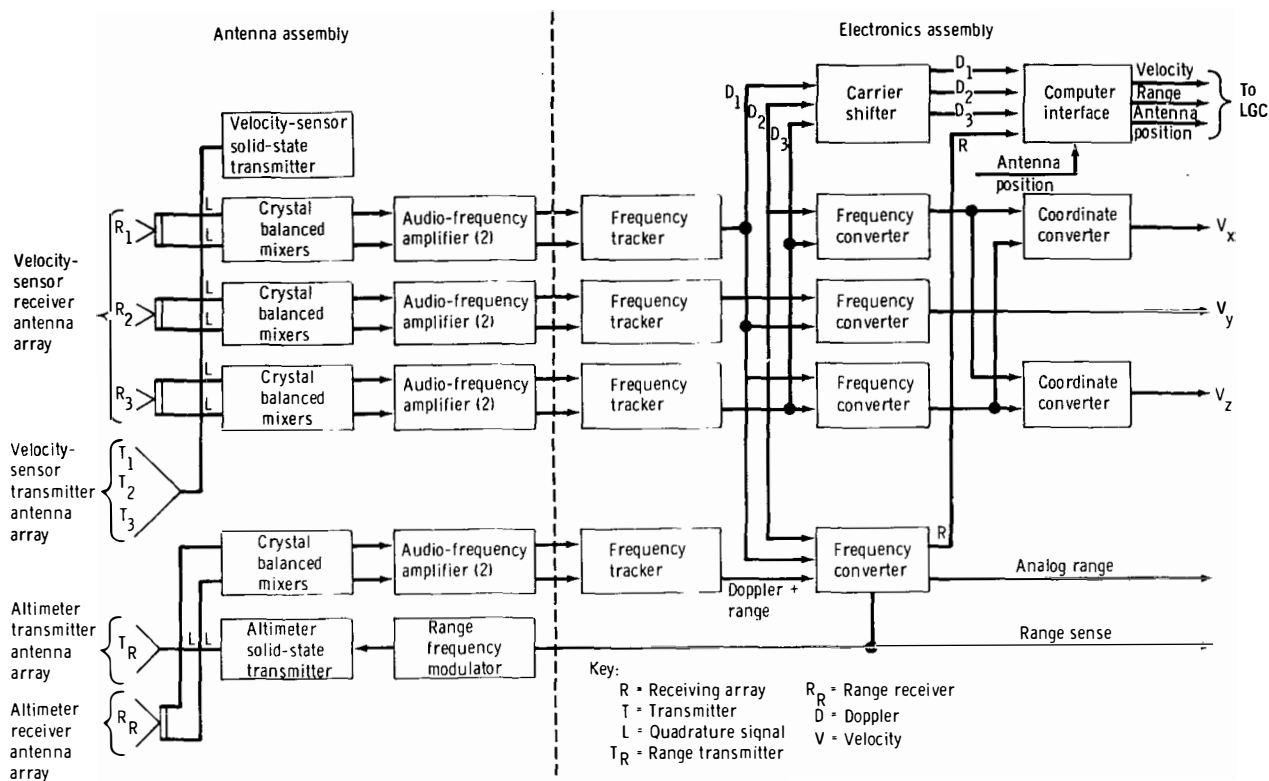 Antenna assembly
Electronics assembly
Velocity-sensor
solid-state
transmitter
D1
D2
D3
Carrier
shifter
D1
D2
D3
R
Computer
interface
Velocity
Range
Antenna
position
To
LGC
Antenna
position
Velocity-
sensor
receiver
antenna
array
R1
L
L
Crystal
balanced
mixers
Audio-frequency
amplifier (2)
Frequency
tracker
Frequency
converter
Coordinate
converter
Vx
R2
L
L
Crystal
balanced
mixers
Audio-frequency
amplifier (2)
Frequency
tracker
Frequency
converter
Vy
R3
L
L
Crystal
balanced
mixers
Audio-frequency
amplifier (2)
Frequency
tracker
Frequency
converter
Coordinate
converter
Vz
Velocity-
sensor
transmitter
antenna
array
T1
T2
T3
Crystal
balanced
mixers
Audio-frequency
amplifier (2)
Frequency
tracker
Doppler +
range
Frequency
converter
R
Analog range
Altimeter
transmitter
antenna
array
TR
L L
Altimeter
solid-state
transmitter
Range
frequency
modulator
Range sense
Altimeter
receiver
antenna
array
RR
Key:
R = Receiving array
T = Transmitter
L = Quadrature signal
TR = Range transmitter
RR = Range receiver
D = Doppler
V = Velocity